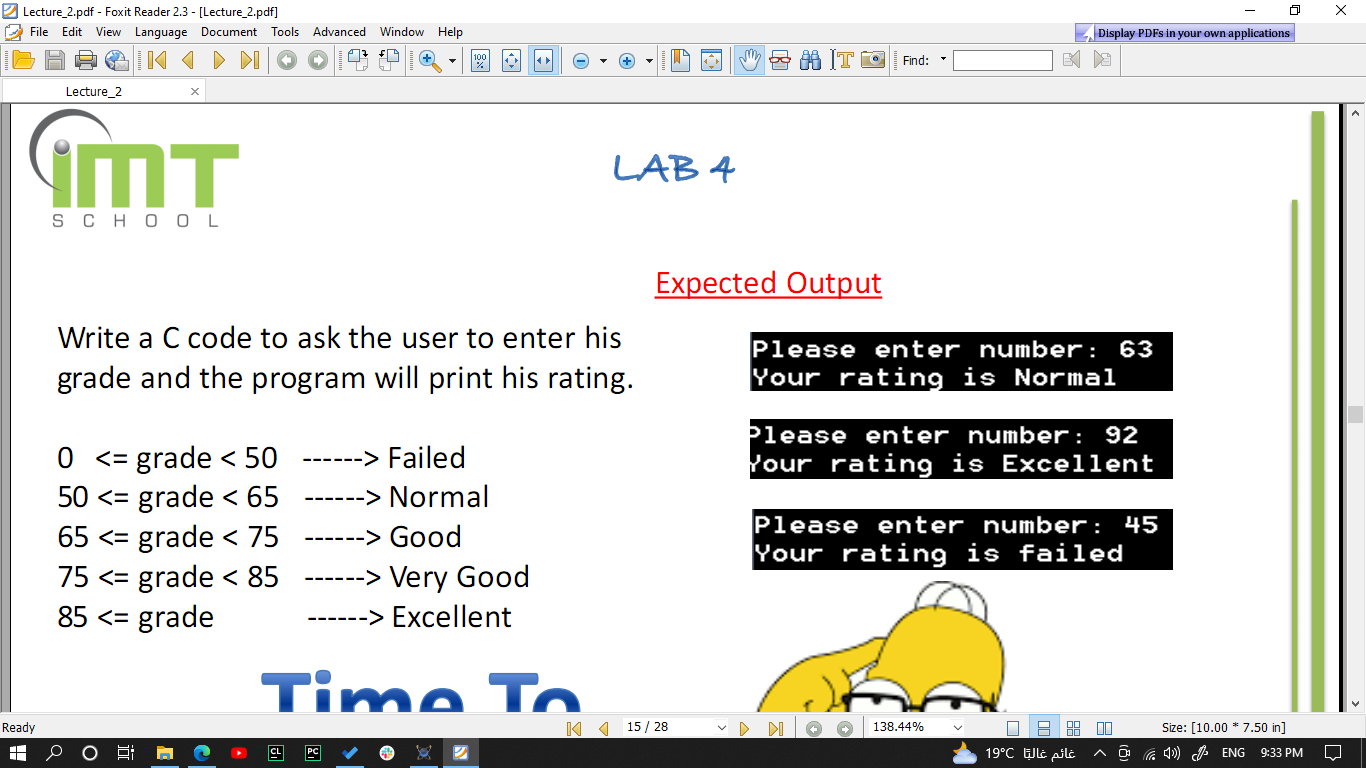 Lecture_2.pdf - Foxit Reader 2.3 - [Lecture_2.pdf]
File Edit View Language Document Tools Advanced Window Help
Display PDFs in your own applications
100 %
Find:
Lecture_2
iMT
SCHOOL
LAB 4
Expected Output
Write a C code to ask the user to enter his
grade and the program will print his rating.
0 <= grade < 50 ------> Failed
50 <= grade < 65 ------> Normal
65 <= grade < 75 ------> Good
75 <= grade < 85 ------> Very Good
85 <= grade ------> Excellent
Please enter number: 63
Your rating is Normal
Please enter number: 92
Your rating is Excellent
Please enter number: 45
Your rating is failed
Time To
Ready
15 / 28
138.44%
Size: [10.00 * 7.50 in]
CL
PC
19°C غائم غالبًا
ENG
9:33 PM